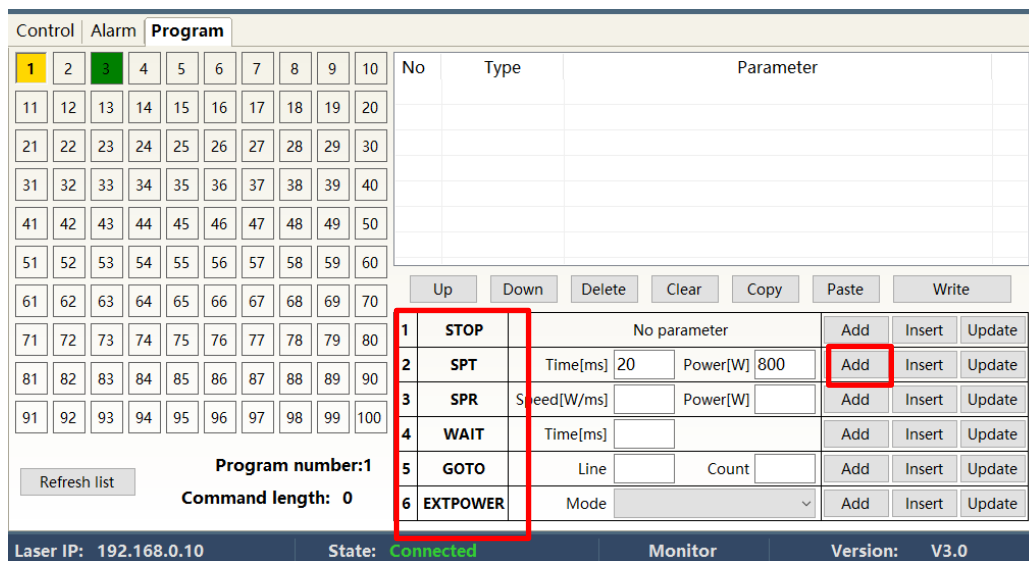 Control Alarm Program
1 2 3 4 5 6 7 8 9 10
11 12 13 14 15 16 17 18 19 20
21 22 23 24 25 26 27 28 29 30
31 32 33 34 35 36 37 38 39 40
41 42 43 44 45 46 47 48 49 50
51 52 53 54 55 56 57 58 59 60
61 62 63 64 65 66 67 68 69 70
71 72 73 74 75 76 77 78 79 80
81 82 83 84 85 86 87 88 89 90
91 92 93 94 95 96 97 98 99 100
Refresh list
Program number:1
Command length: 0
No Type Parameter
Up Down Delete Clear Copy Paste Write
1 STOP No parameter Add Insert Update
2 SPT Time[ms] 20 Power[W] 800 Add Insert Update
3 SPR Speed[W/ms] Power[W] Add Insert Update
4 WAIT Time[ms] Add Insert Update
5 GOTO Line Count Add Insert Update
6 EXTPOWER Mode Add Insert Update
Laser IP: 192.168.0.10 State: Connected Monitor Version: V3.0